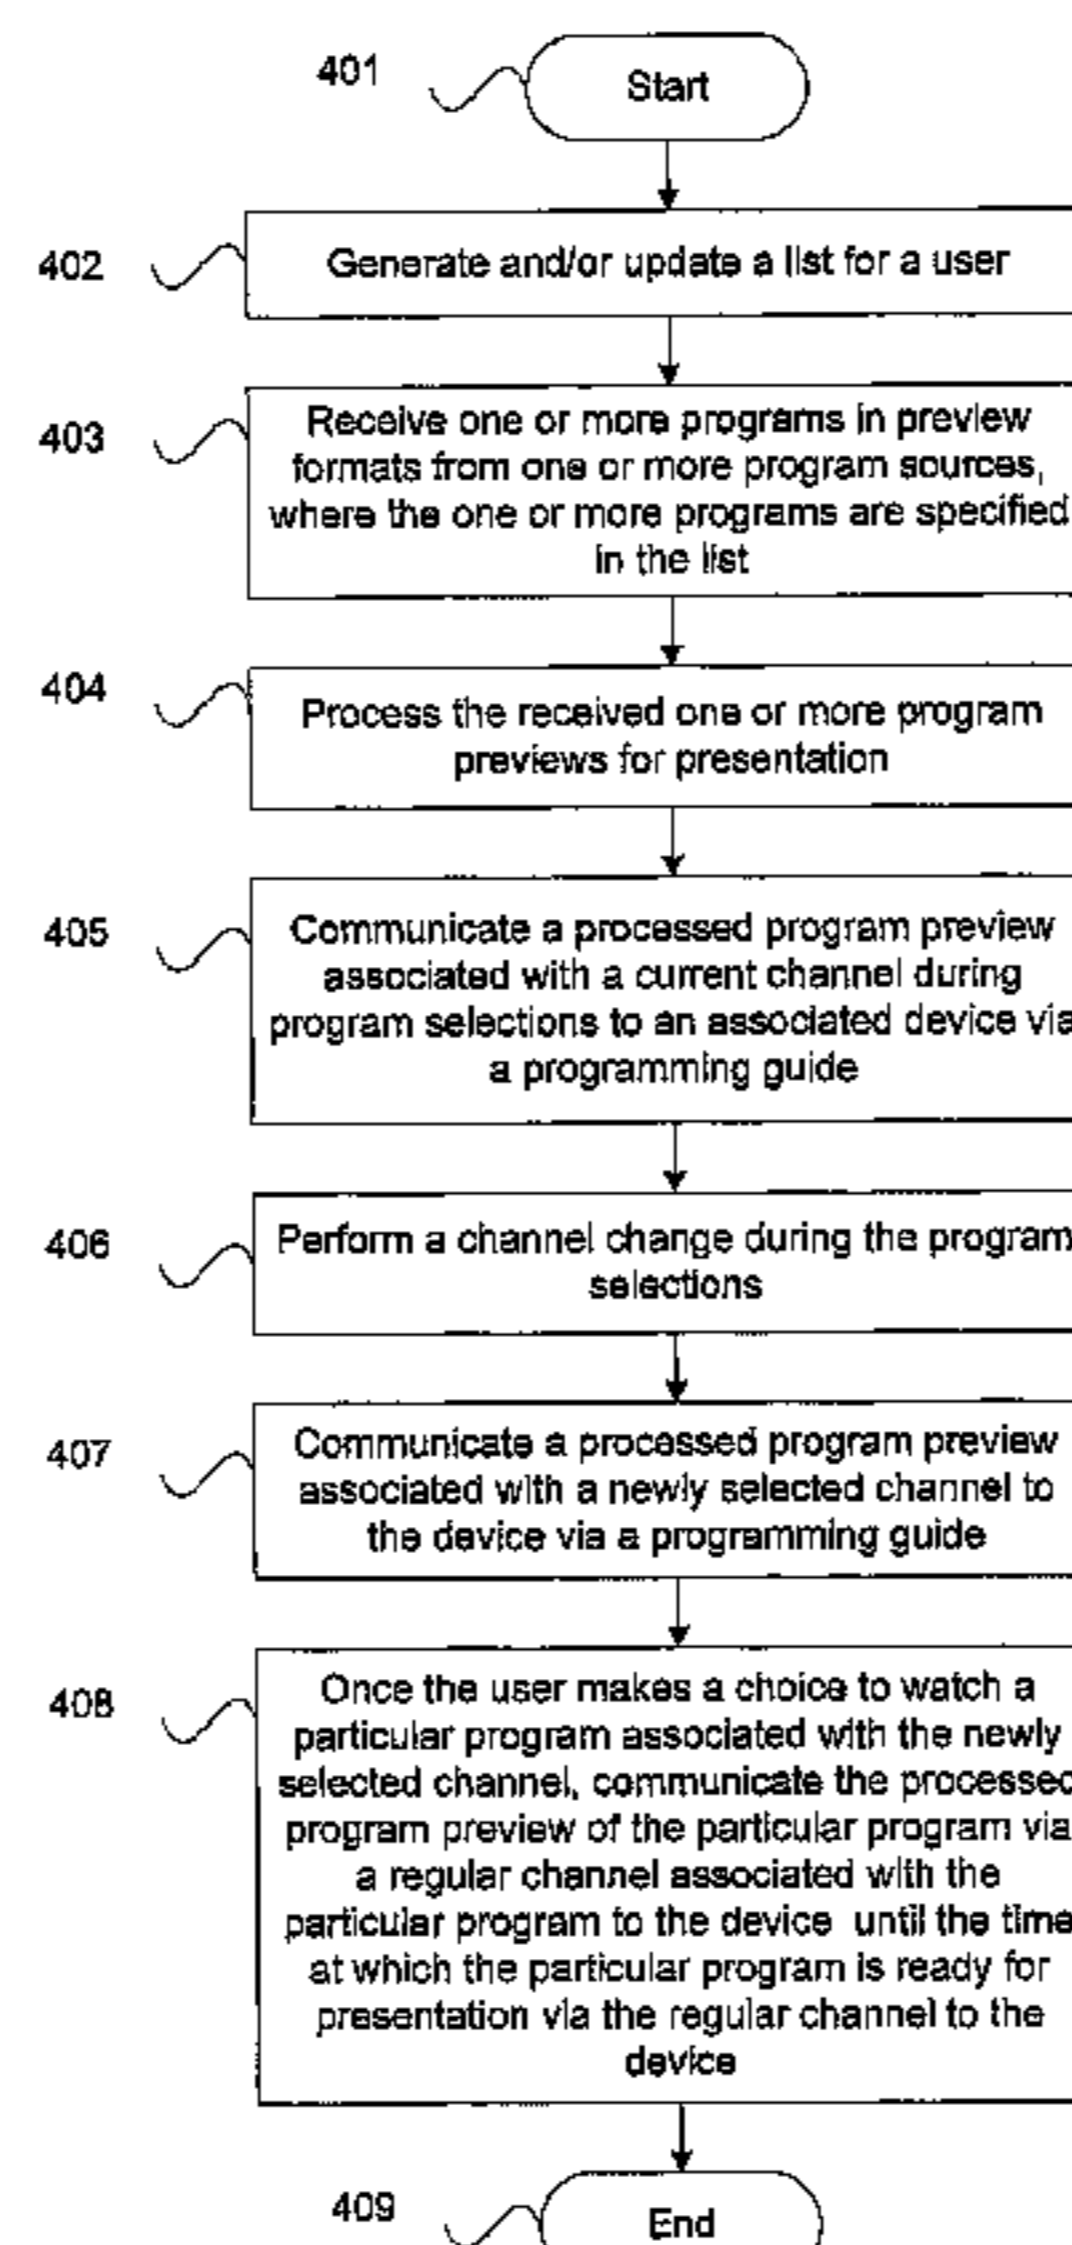 401
Start
402
Generate and/or update a list for a user
403
Receive one or more programs in preview
formats from one or more program sources,
where the one or more programs are specified
in the list
404
Process the received one or more program
previews for presentation
405
Communicate a processed program preview
associated with a current channel during
program selections to an associated device via
a programming guide
406
Perform a channel change during the program
selections
407
Communicate a processed program preview
associated with a newly selected channel to
the device via a programming guide
408
Once the user makes a choice to watch a
particular program associated with the newly
selected channel, communicate the processed
program preview of the particular program via
a regular channel associated with the
particular program to the device until the time
at which the particular program is ready for
presentation via the regular channel to the
device
409
End